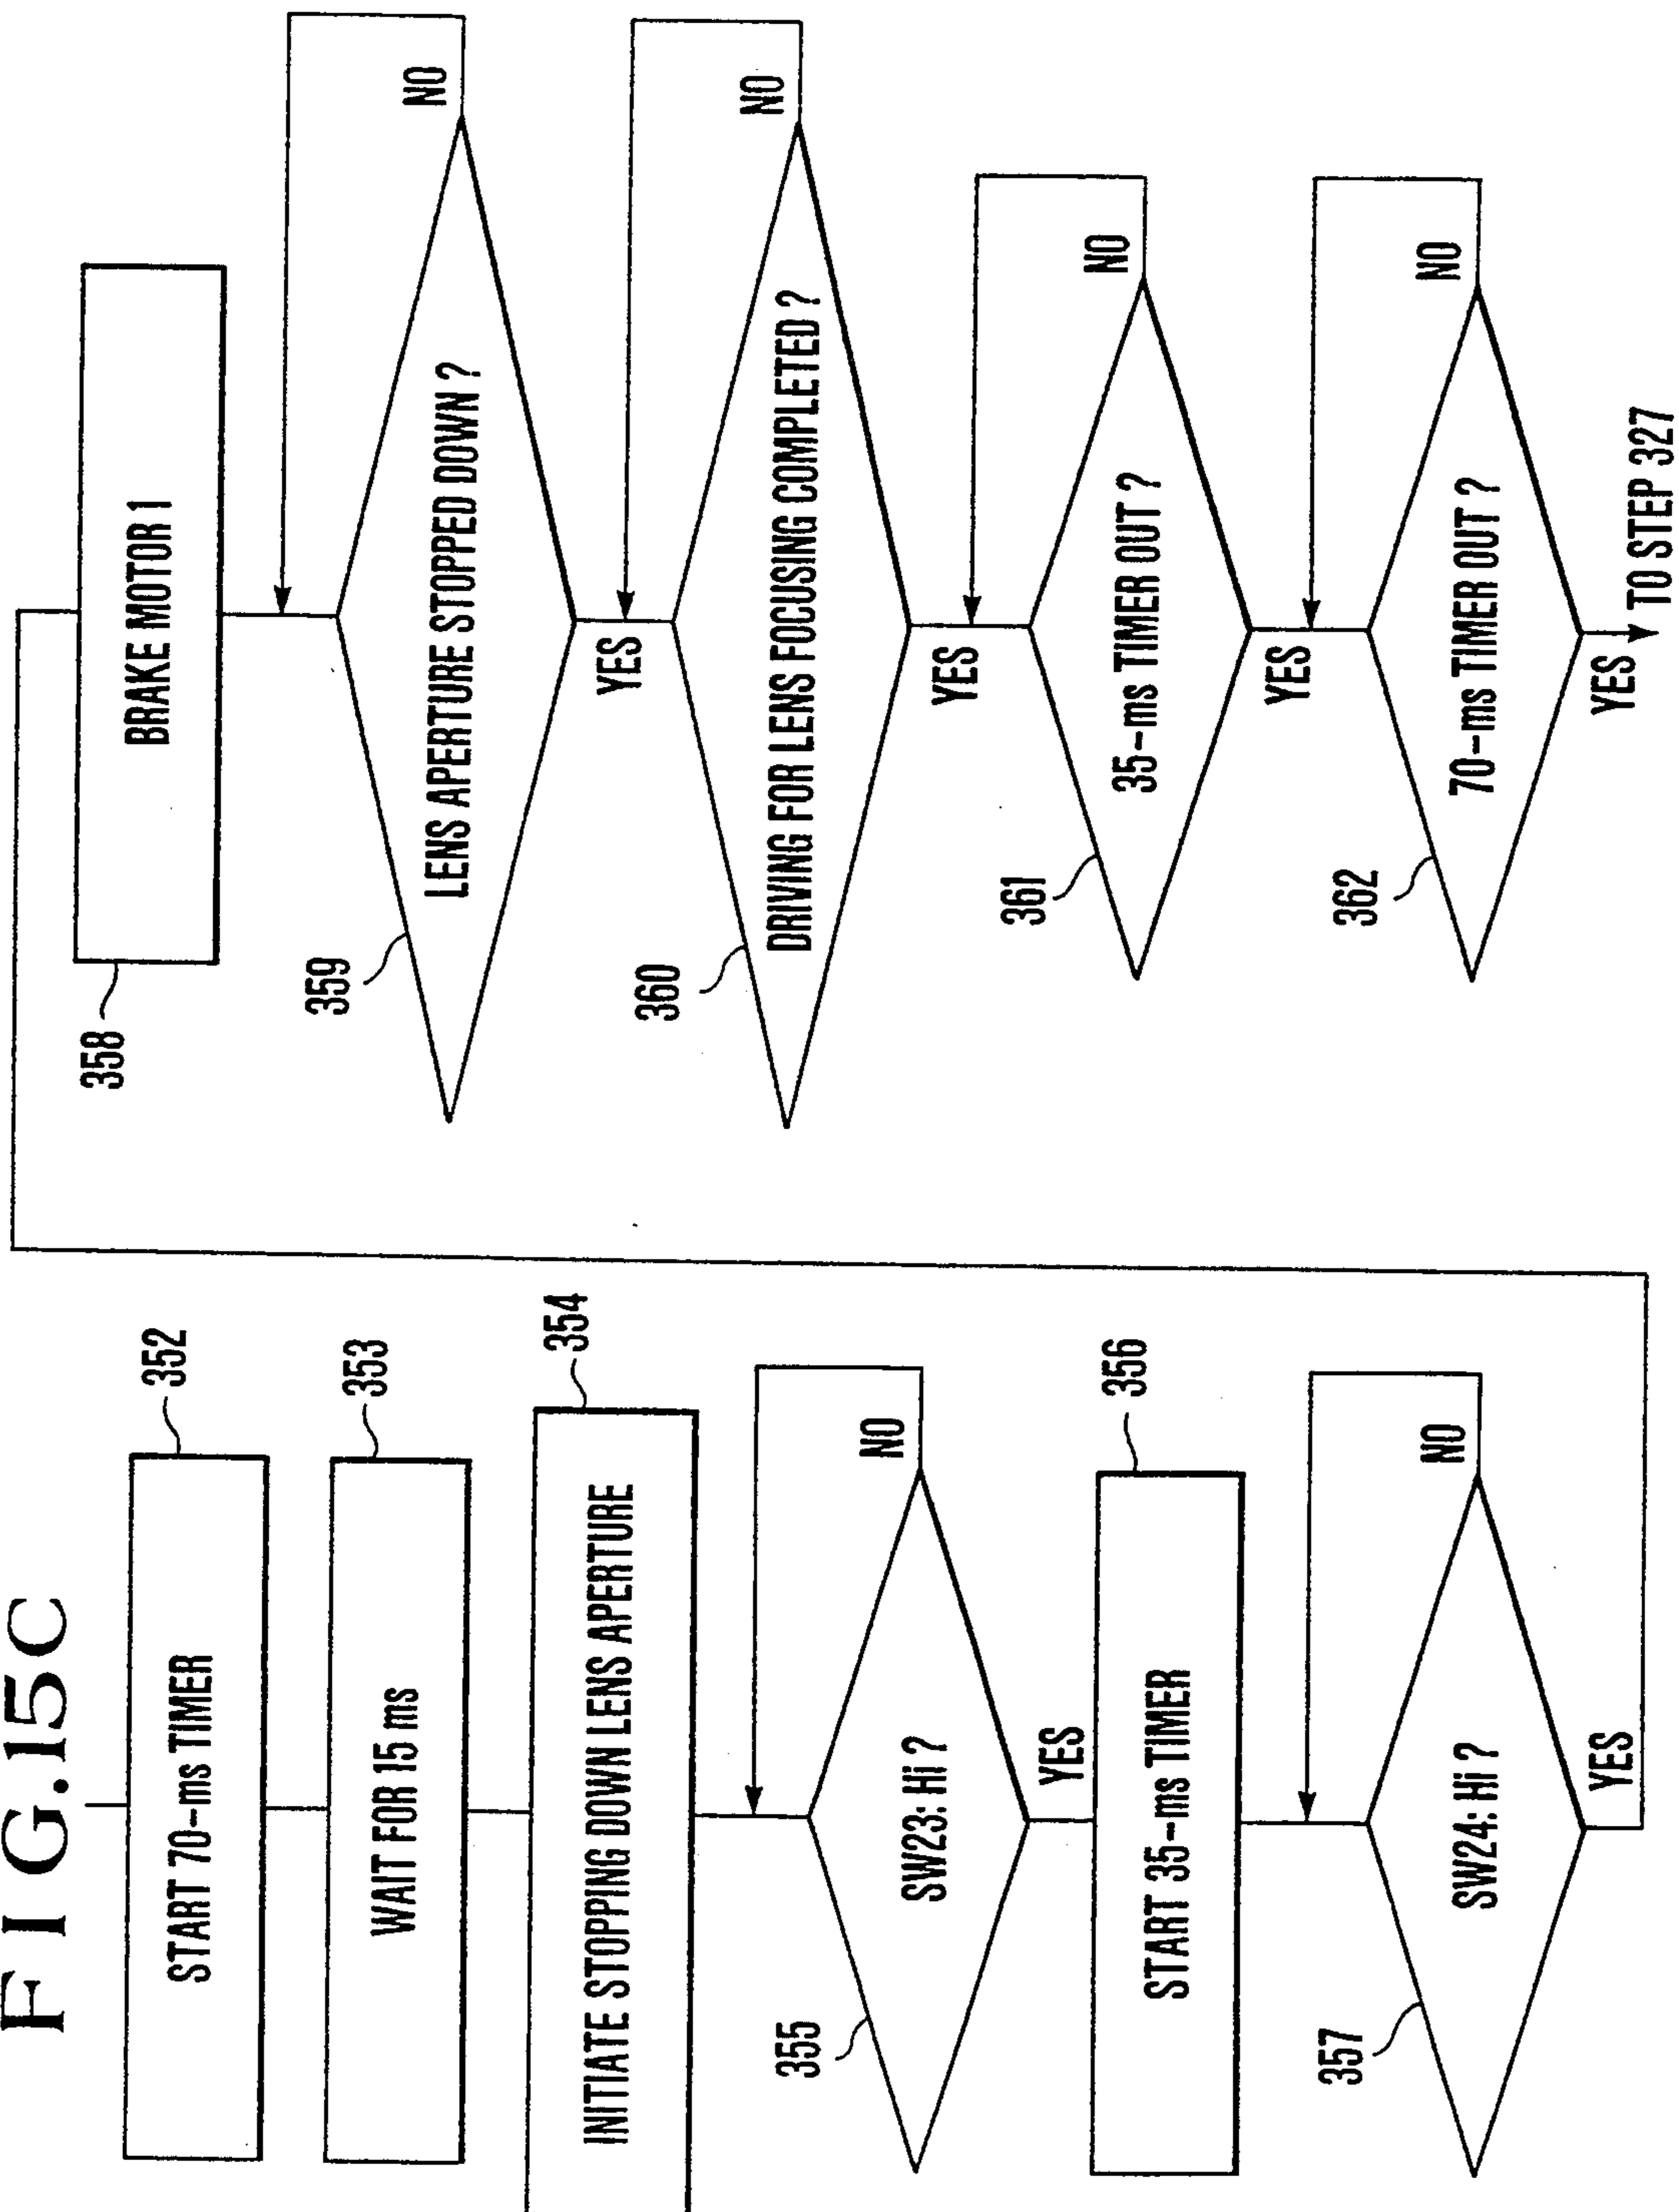 FIG.15C
352
START 70-ms TIMER
353
WAIT FOR 15 ms
354
INITIATE STOPPING DOWN LENS APERTURE
355
SW23: Hi ?
NO
YES
356
START 35-ms TIMER
357
SW24: Hi ?
NO
YES
358
BRAKE MOTOR 1
359
LENS APERTURE STOPPED DOWN ?
NO
YES
360
DRIVING FOR LENS FOCUSING COMPLETED ?
NO
YES
361
35-ms TIMER OUT ?
NO
YES
362
70-ms TIMER OUT ?
NO
YES
TO STEP 327